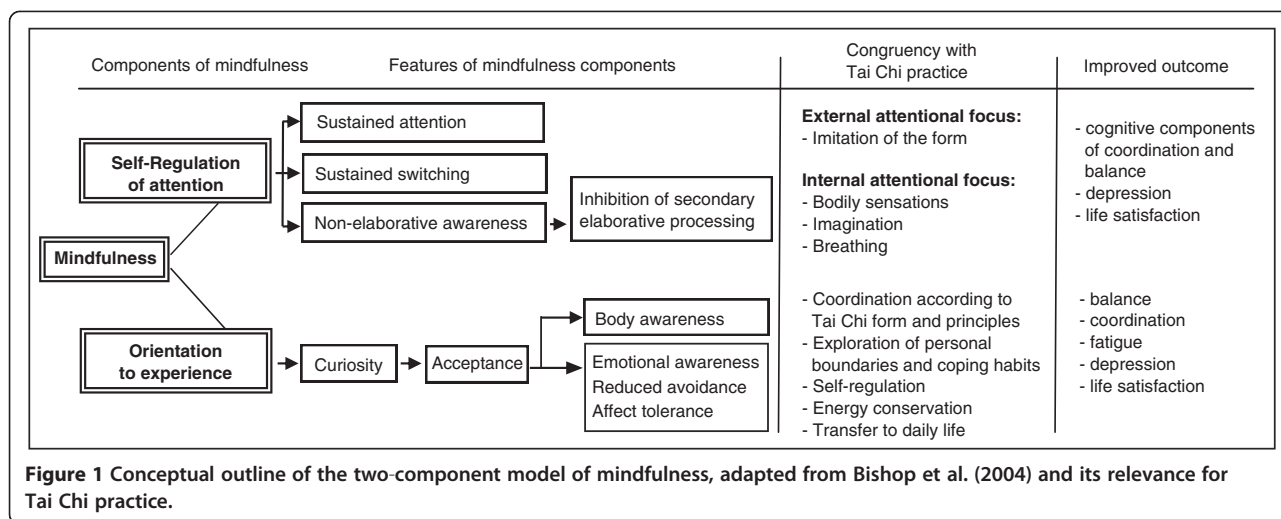 Components of mindfulness
Features of mindfulness components
Congruency with
Tai Chi practice
Improved outcome
Mindfulness
Self-Regulation
of attention
Sustained attention
Sustained switching
Non-elaborative awareness
Inhibition of secondary
elaborative processing
External attentional focus:
- Imitation of the form
Internal attentional focus:
- Bodily sensations
- Imagination
- Breathing
- cognitive components
of coordination and
balance
- depression
- life satisfaction
Orientation
to experience
Curiosity
Acceptance
Body awareness
Emotional awareness
Reduced avoidance
Affect tolerance
- Coordination according to
Tai Chi form and principles
- Exploration of personal
boundaries and coping habits
- Self-regulation
- Energy conservation
- Transfer to daily life
- balance
- coordination
- fatigue
- depression
- life satisfaction
Figure 1 Conceptual outline of the two-component model of mindfulness, adapted from Bishop et al. (2004) and its relevance for
Tai Chi practice.